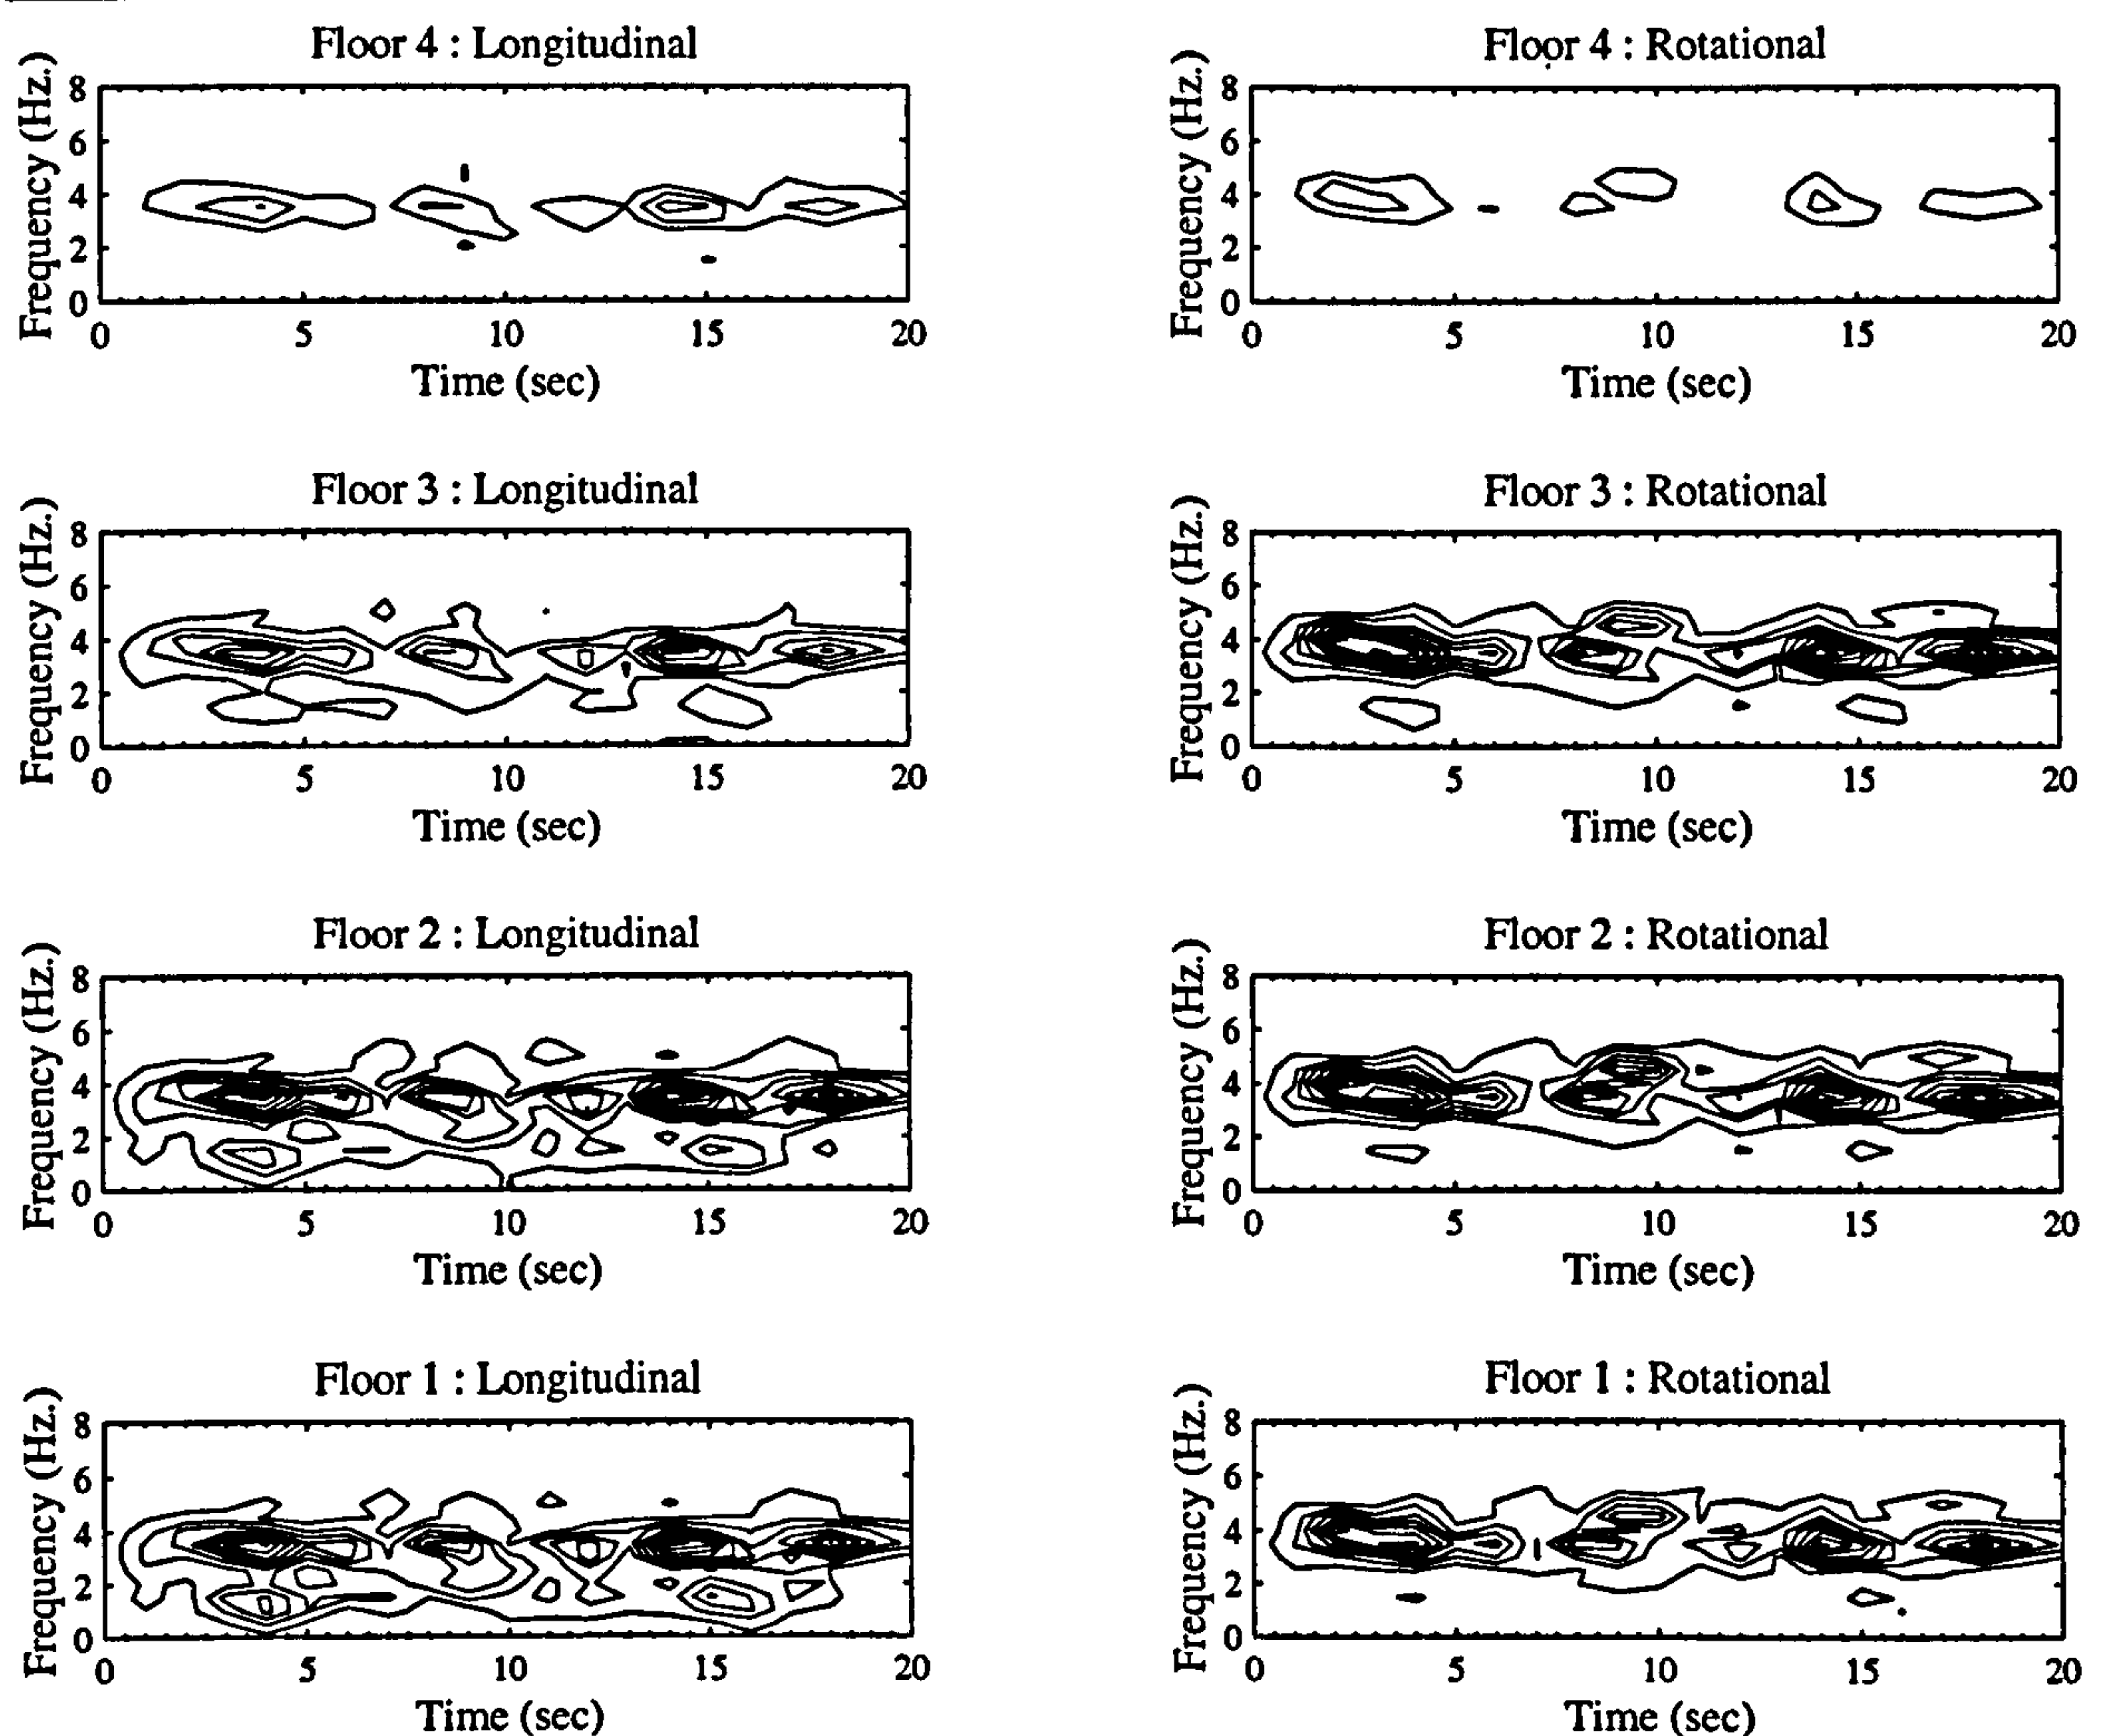 Floor 4 : Longitudinal
Frequency (Hz.)
8
6
4
2
0
0 5 10 15 20
Time (sec)
Floor 4 : Rotational
Frequency (Hz.)
8
6
4
2
0
0 5 10 15 20
Time (sec)
Floor 3 : Longitudinal
Frequency (Hz.)
8
6
4
2
0
0 5 10 15 20
Time (sec)
Floor 3 : Rotational
Frequency (Hz.)
8
6
4
2
0
0 5 10 15 20
Time (sec)
Floor 2 : Longitudinal
Frequency (Hz.)
8
6
4
2
0
0 5 10 15 20
Time (sec)
Floor 2 : Rotational
Frequency (Hz.)
8
6
4
2
0
0 5 10 15 20
Time (sec)
Floor 1 : Longitudinal
Frequency (Hz.)
8
6
4
2
0
0 5 10 15 20
Time (sec)
Floor 1 : Rotational
Frequency (Hz.)
8
6
4
2
0
0 5 10 15 20
Time (sec)